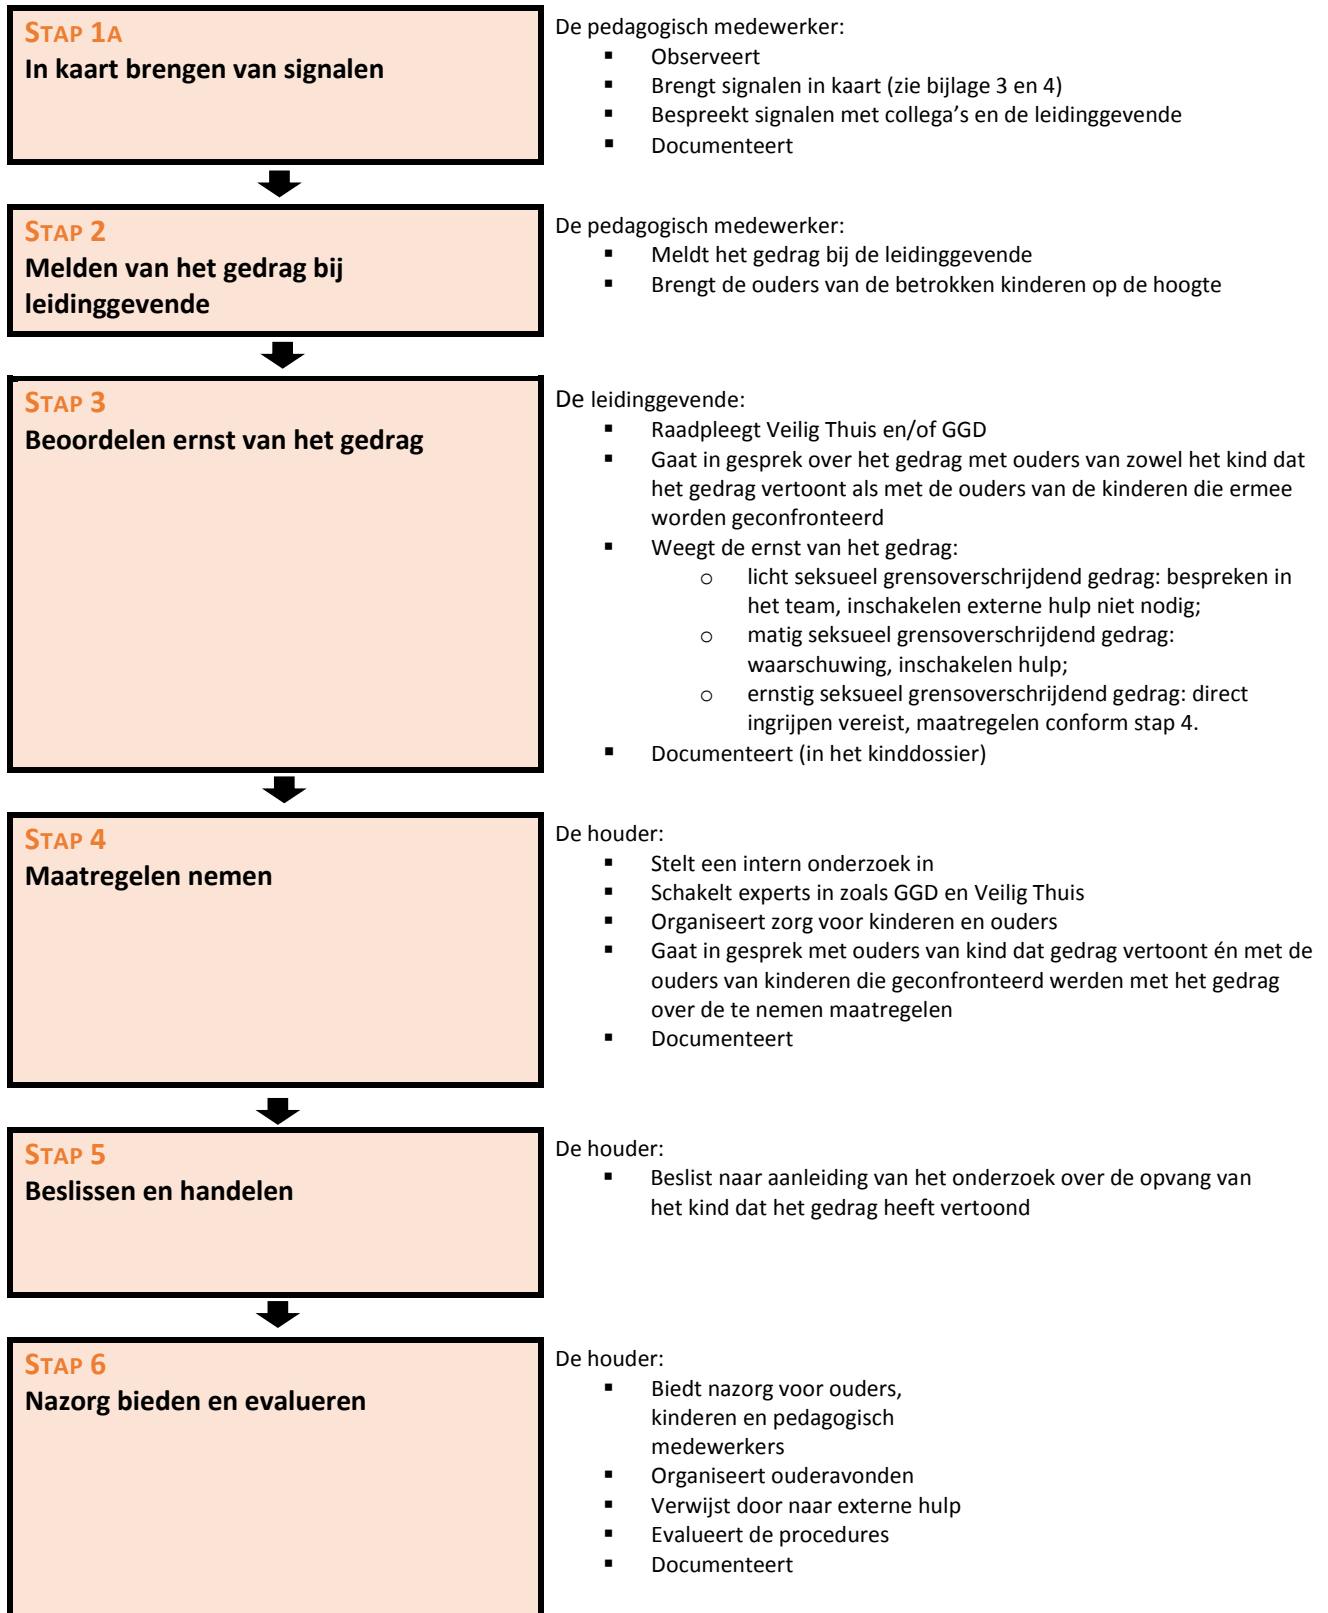 STAP 1A
In kaart brengen van signalen
De pedagogisch medewerker:
▪ Observeert
▪ Brengt signalen in kaart (zie bijlage 3 en 4)
▪ Bespreekt signalen met collega's en de leidinggevende
▪ Documenteert
STAP 2
Melden van het gedrag bij
leidinggevende
De pedagogisch medewerker:
▪ Meldt het gedrag bij de leidinggevende
▪ Brengt de ouders van de betrokken kinderen op de hoogte
STAP 3
Beoordelen ernst van het gedrag
De leidinggevende:
▪ Raadpleegt Veilig Thuis en/of GGD
▪ Gaat in gesprek over het gedrag met ouders van zowel het kind dat
het gedrag vertoont als met de ouders van de kinderen die ermee
worden geconfronteerd
▪ Weegt de ernst van het gedrag:
o licht seksueel grensoverschrijdend gedrag: bespreken in
het team, inschakelen externe hulp niet nodig;
o matig seksueel grensoverschrijdend gedrag:
waarschuwing, inschakelen hulp;
o ernstig seksueel grensoverschrijdend gedrag: direct
ingrijpen vereist, maatregelen conform stap 4.
▪ Documenteert (in het kinddossier)
STAP 4
Maatregelen nemen
De houder:
▪ Stelt een intern onderzoek in
▪ Schakelt experts in zoals GGD en Veilig Thuis
▪ Organiseert zorg voor kinderen en ouders
▪ Gaat in gesprek met ouders van kind dat gedrag vertoont én met de
ouders van kinderen die geconfronteerd werden met het gedrag
over de te nemen maatregelen
▪ Documenteert
STAP 5
Beslissen en handelen
De houder:
▪ Beslist naar aanleiding van het onderzoek over de opvang van
het kind dat het gedrag heeft vertoond
STAP 6
Nazorg bieden en evalueren
De houder:
▪ Biedt nazorg voor ouders,
kinderen en pedagogisch
medewerkers
▪ Organiseert ouderavonden
▪ Verwijst door naar externe hulp
▪ Evalueert de procedures
▪ Documenteert